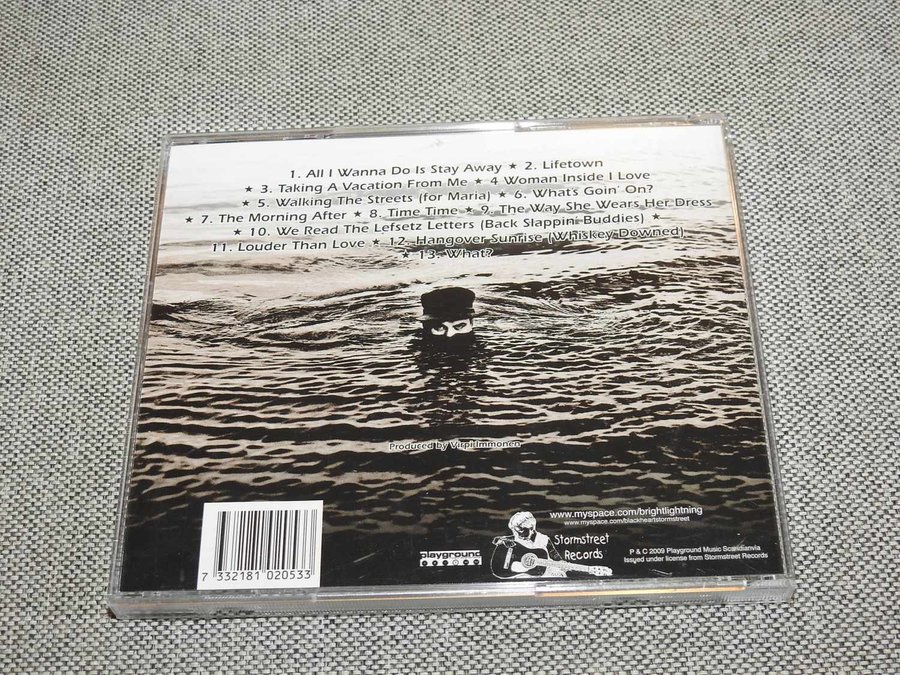 1. All I Wanna Do Is Stay Away ★ 2. Lifetown
★ 3. Taking A Vacation From Me ★ 4 Woman Inside I Love
★ 5. Walking The Streets (for Maria) ★ 6. What's Goin' On?
★ 7. The Morning After ★ 8. Time Time ★ 9. The Way She Wears Her Dress
★ 10. We Read The Lefsetz Letters (Back Slappin' Buddies) ★
11. Louder Than Love ★ 12. Hangover Sunrise (Whiskey Downed)
★ 13. What?
Produced by Virpi Immonen
www.myspace.com/brightlightning
www.myspace.com/blackheartstormstreet
Stormstreet
Records
playground
P & C 2009 Playground Music Scandianvia
Issued under license from Stormstreet Records
7 332181 020533